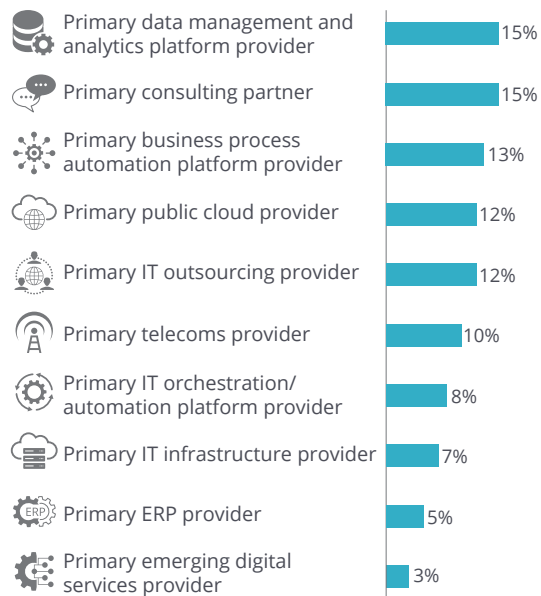 Primary data management and
analytics platform provider
15%
Primary consulting partner
15%
Primary business process
automation platform provider
13%
Primary public cloud provider
12%
Primary IT outsourcing provider
12%
Primary telecoms provider
10%
Primary IT orchestration/
automation platform provider
8%
Primary IT infrastructure provider
7%
ERP
Primary ERP provider
5%
Primary emerging digital
services provider
3%